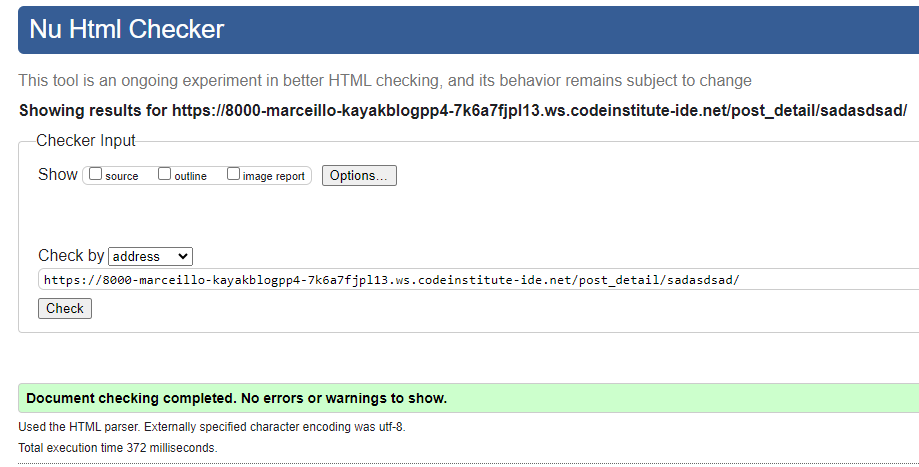 Nu Html Checker
This tool is an ongoing experiment in better HTML checking, and its behavior remains subject to change
Showing results for https://8000-marceillo-kayakblogpp4-7k6a7fjpl13.ws.codeinstitute-ide.net/post_detail/sadasdsad/
Checker Input
Show source outline image report Options...
Check by address
https://8000-marceillo-kayakblogpp4-7k6a7fjpl13.ws.codeinstitute-ide.net/post_detail/sadasdsad/
Check
Document checking completed. No errors or warnings to show.
Used the HTML parser. Externally specified character encoding was utf-8.
Total execution time 372 milliseconds.